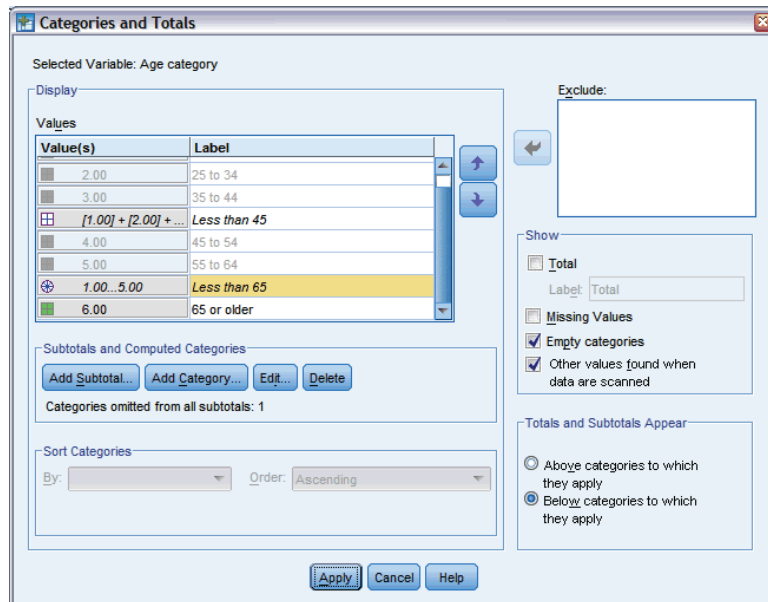 Categories and Totals
Selected Variable: Age category
Display
Values
Value(s) Label
2.00 25 to 34
3.00 35 to 44
[1.00] + [2.00] + ... Less than 45
4.00 45 to 54
5.00 55 to 64
1.00...5.00 Less than 65
6.00 65 or older
Subtotals and Computed Categories
Add Subtotal... Add Category... Edit... Delete
Categories omitted from all subtotals: 1
Sort Categories
By: Order: Ascending
Exclude:
Show
Total
Label: Total
Missing Values
Empty categories
Other values found when
data are scanned
Totals and Subtotals Appear
Above categories to which
they apply
Below categories to which
they apply
Apply Cancel Help